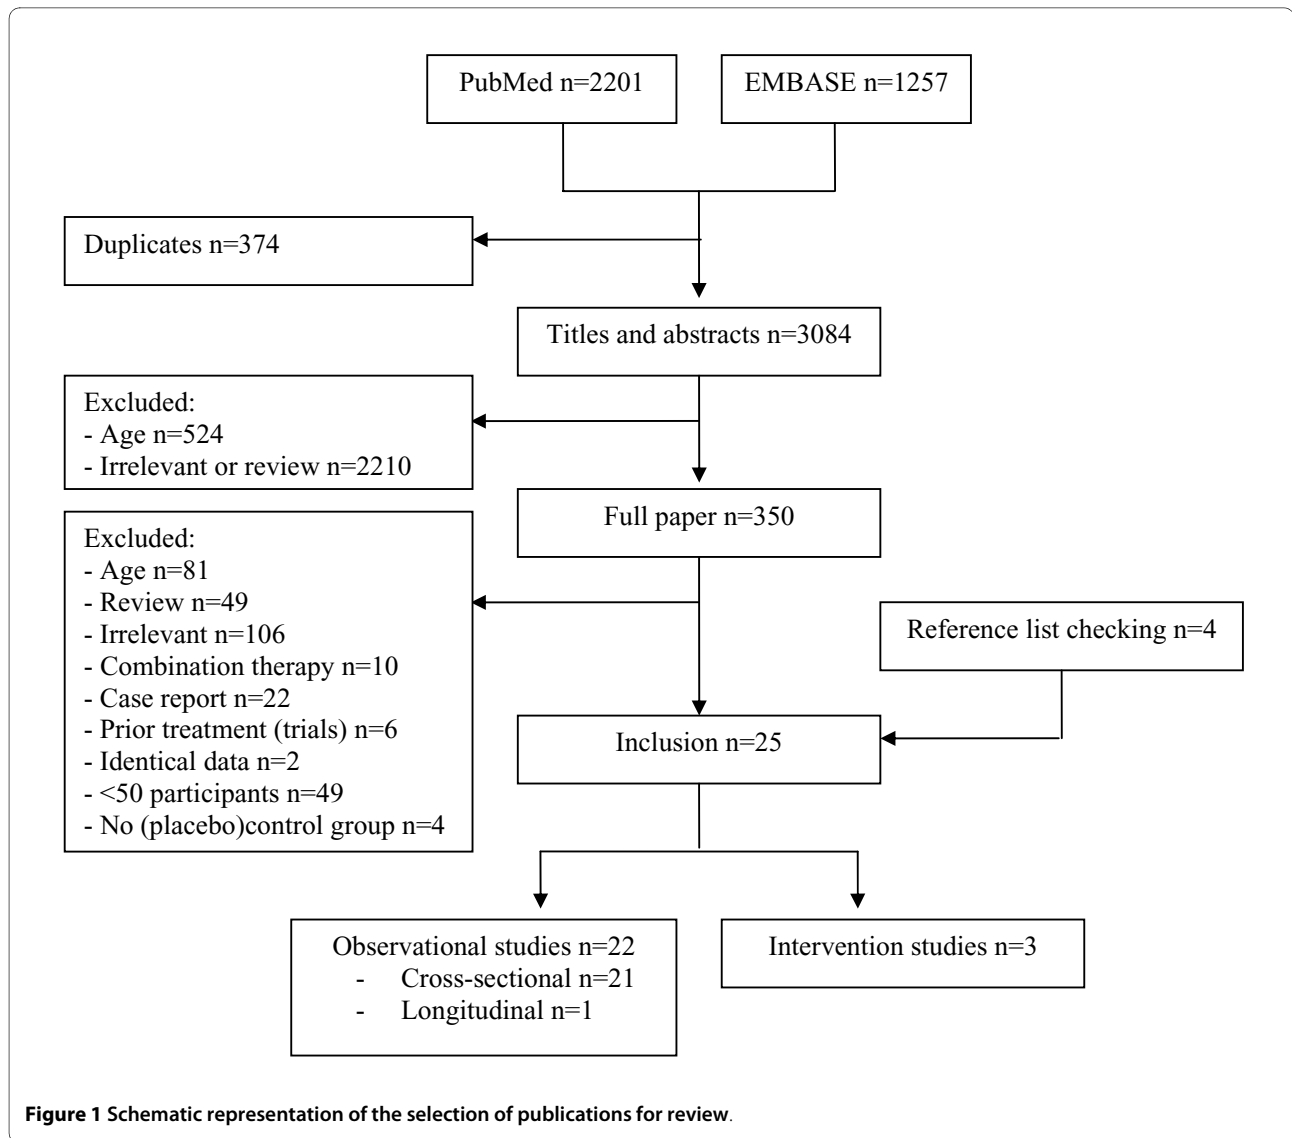 PubMed n=2201
EMBASE n=1257
Duplicates n=374
Titles and abstracts n=3084
Excluded:
- Age n=524
- Irrelevant or review n=2210
Full paper n=350
Excluded:
- Age n=81
- Review n=49
- Irrelevant n=106
- Combination therapy n=10
- Case report n=22
- Prior treatment (trials) n=6
- Identical data n=2
- <50 participants n=49
- No (placebo)control group n=4
Reference list checking n=4
Inclusion n=25
Observational studies n=22
- Cross-sectional n=21
- Longitudinal n=1
Intervention studies n=3
Figure 1 Schematic representation of the selection of publications for review.